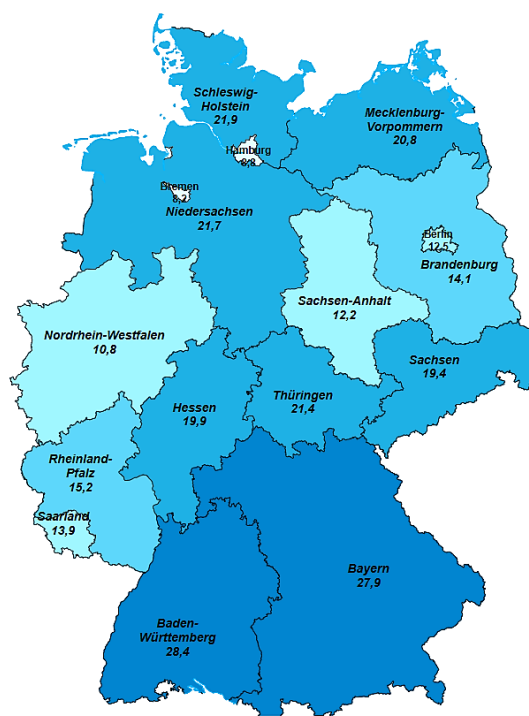 Schleswig-
Holstein
21,9
Mecklenburg-
Vorpommern
20,8
Hamburg
8,8
Bremen
8,2
Niedersachsen
21,7
Berlin
12,5
Brandenburg
14,1
Sachsen-Anhalt
12,2
Nordrhein-Westfalen
10,8
Sachsen
19,4
Thüringen
21,4
Hessen
19,9
Rheinland-
Pfalz
15,2
Saarland
13,9
Bayern
27,9
Baden-
Württemberg
28,4